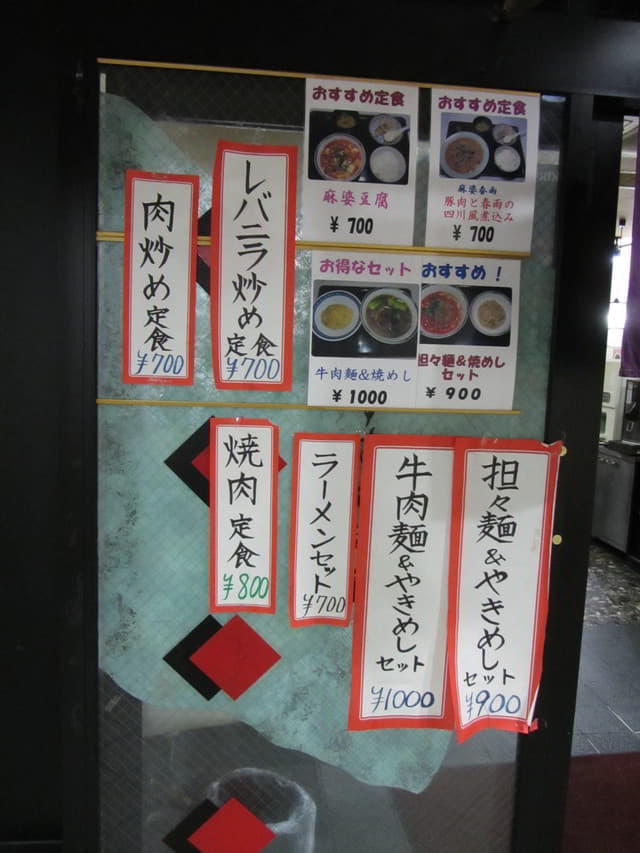 おすすめ定食
麻婆豆腐
¥ 700
おすすめ定食
麻婆春雨
豚肉と春雨の
四川風煮込み
¥ 700
肉炒め定食
¥700
レバニラ炒め定食
¥700
お得なセット
牛肉麺&焼めし
¥ 1000
おすすめ!
担々麺&焼めし
セット
¥ 900
焼肉定食
¥800
ラーメンセット
¥700
牛肉麺&やきめし
セット
¥1000
担々麺&やきめし
セット
¥900